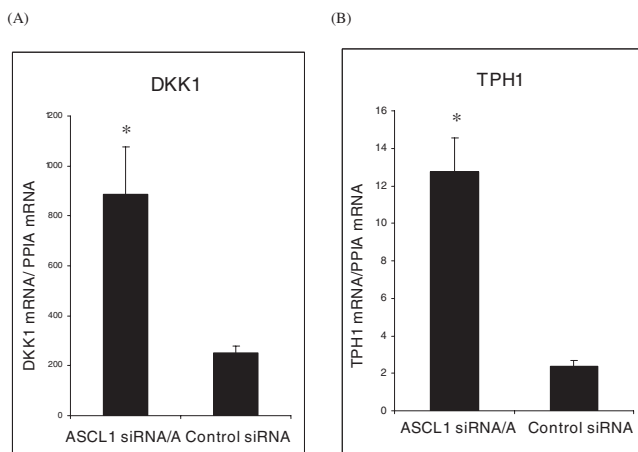 (A)
(B)
DKK1
1200
1000
800
600
400
200
0
DKK1 mRNA/ PPIA mRNA
*
ASCL1 siRNA/A Control siRNA
TPH1
16
14
12
10
8
6
4
2
0
TPH1 mRNA/PPIA mRNA
*
ASCL1 siRNA/A Control siRNA